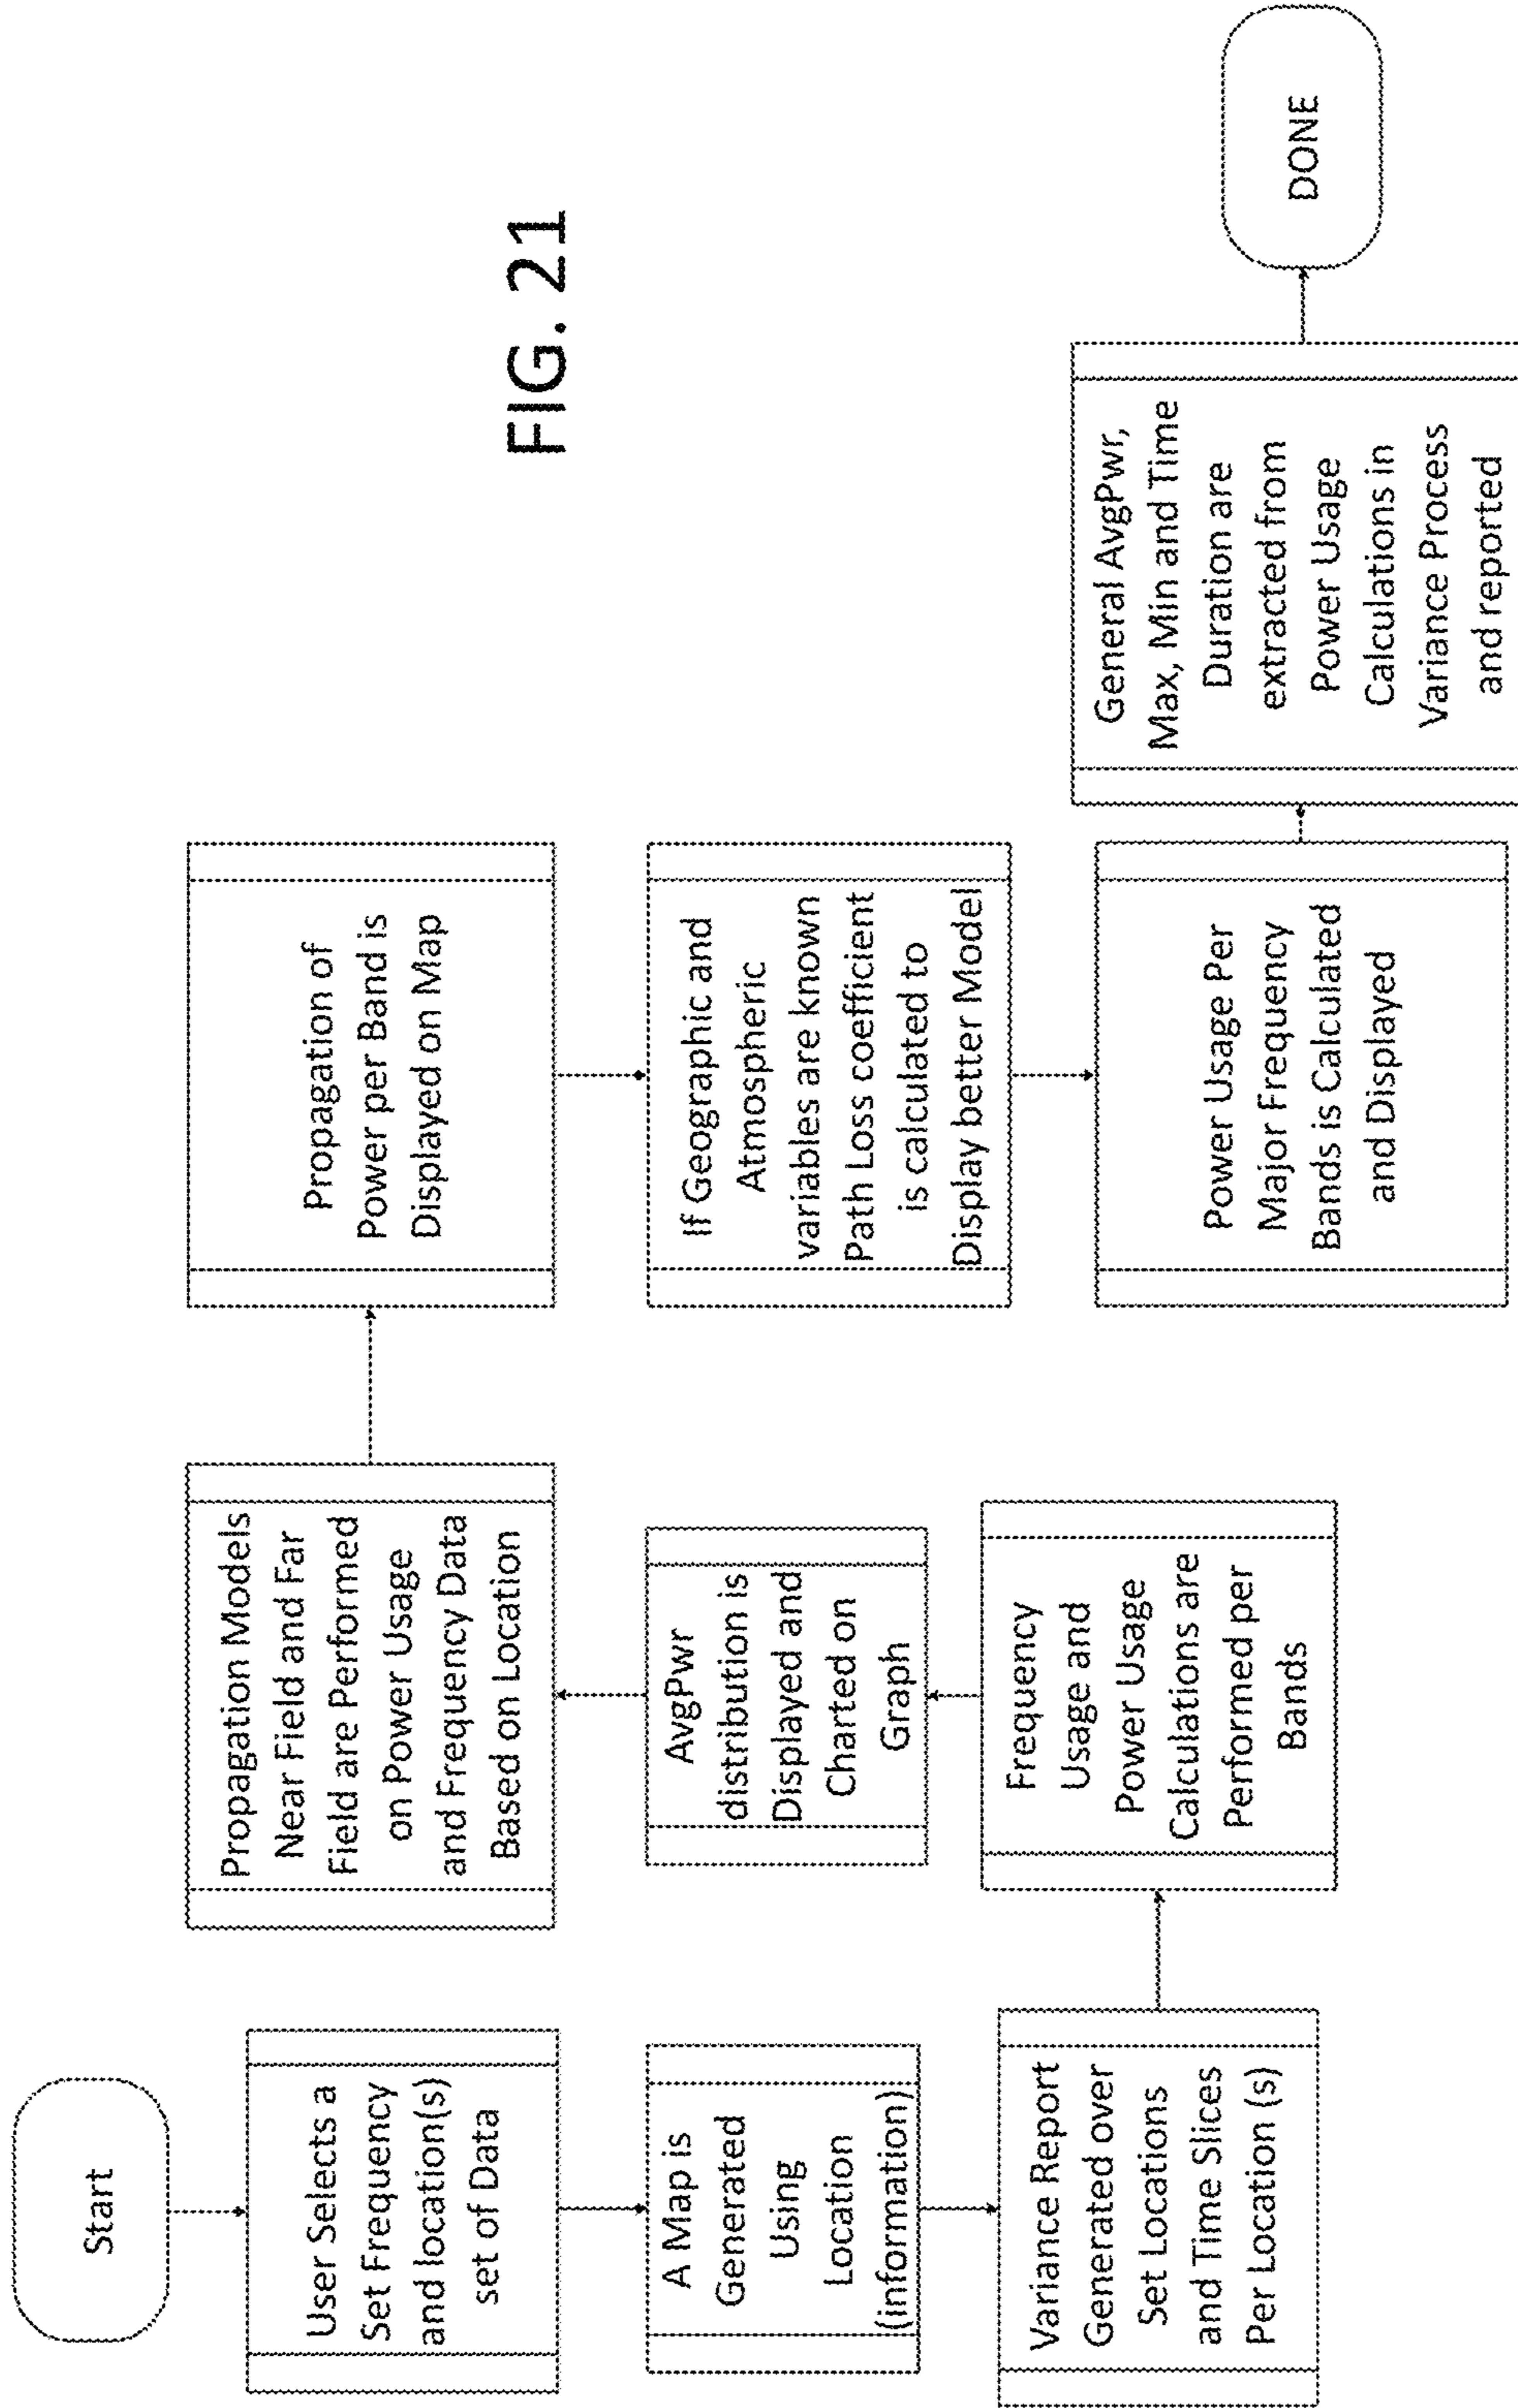 FIG. 21
Start
User Selects a
Set Frequency
and location(s)
set of Data
A Map is
Generated
Using
Location
(information)
Variance Report
Generated over
Set Locations
and Time Slices
Per Location (s)
Frequency
Usage and
Power Usage
Calculations are
Performed per
Bands
AvgPwr
distribution is
Displayed and
Charted on
Graph
Propagation Models
Near Field and Far
Field are Performed
on Power Usage
and Frequency Data
Based on Location
Propagation of
Power per Band is
Displayed on Map
If Geographic and
Atmospheric
variables are known
Path Loss coefficient
is calculated to
Display better Model
Power Usage Per
Major Frequency
Bands is Calculated
and Displayed
General AvgPwr,
Max, Min and Time
Duration are
extracted from
Power Usage
Calculations in
Variance Process
and reported
DONE